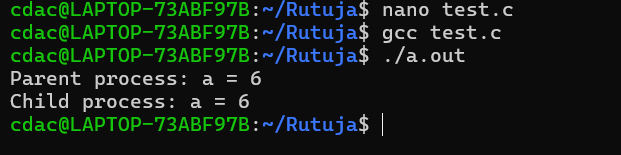 cdac@LAPTOP-73ABF97B:~/Rutuja$ nano test.c
cdac@LAPTOP-73ABF97B:~/Rutuja$ gcc test.c
cdac@LAPTOP-73ABF97B:~/Rutuja$ ./a.out
Parent process: a = 6
Child process: a = 6
cdac@LAPTOP-73ABF97B:~/Rutuja$